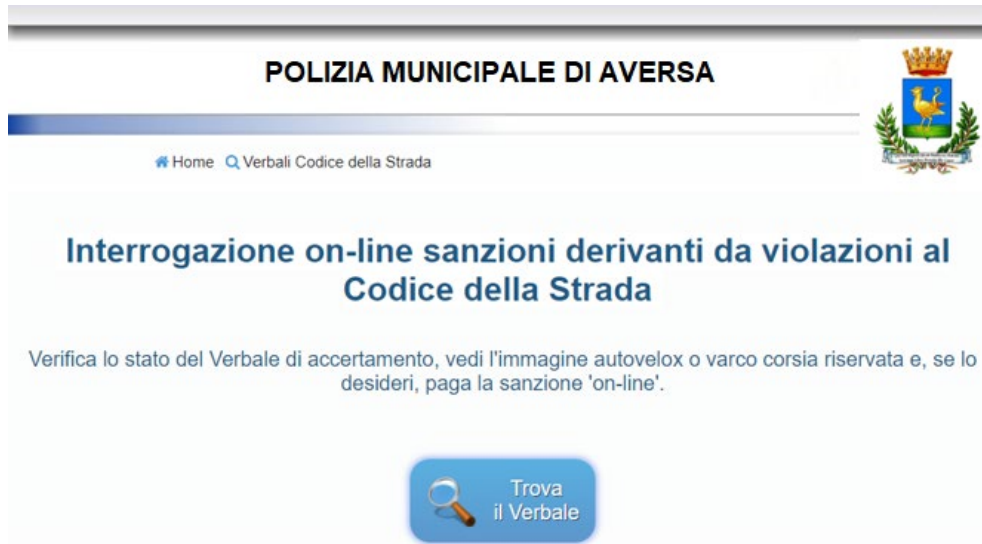 POLIZIA MUNICIPALE DI AVERSA
Home Verbali Codice della Strada
Interrogazione on-line sanzioni derivanti da violazioni al
Codice della Strada
Verifica lo stato del Verbale di accertamento, vedi l'immagine autovelox o varco corsia riservata e, se lo
desideri, paga la sanzione 'on-line'.
Trova
il Verbale